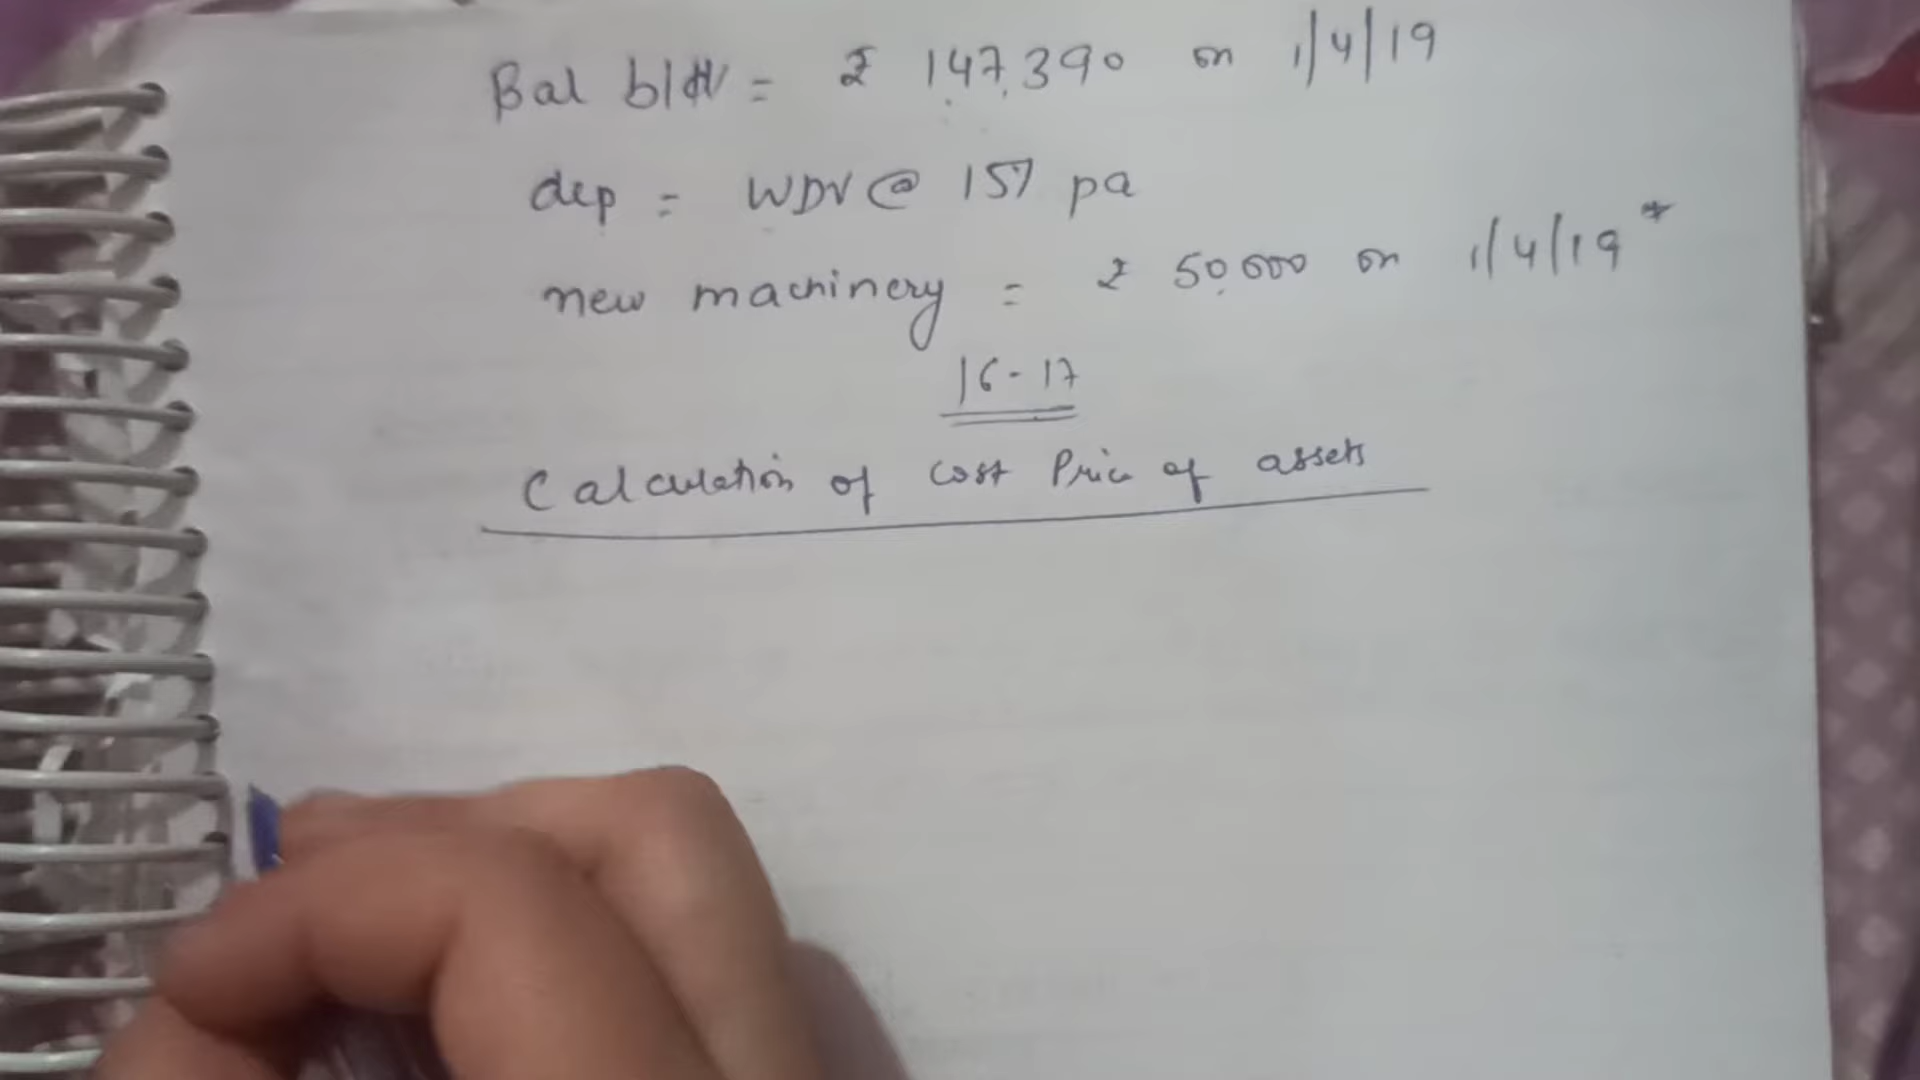 Bal b/d = ₹ 147,390 on 1/4/19
dep = WDV @ 15% pa
new machinery = ₹ 50,000 on 1/4/19 *
16-17
Calculation of cost Price of assets